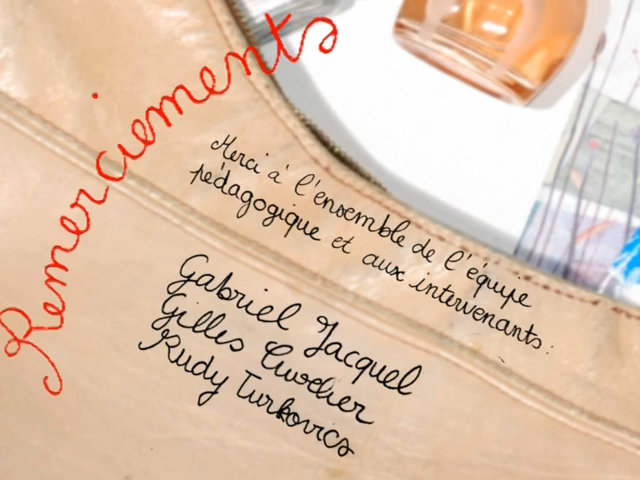 Remerciements
Merci à l'ensemble de l'équipe
pédagogique et aux intervenants:
Gabriel Jacquel
Gilles Cuvelier
Rudy Turkovics